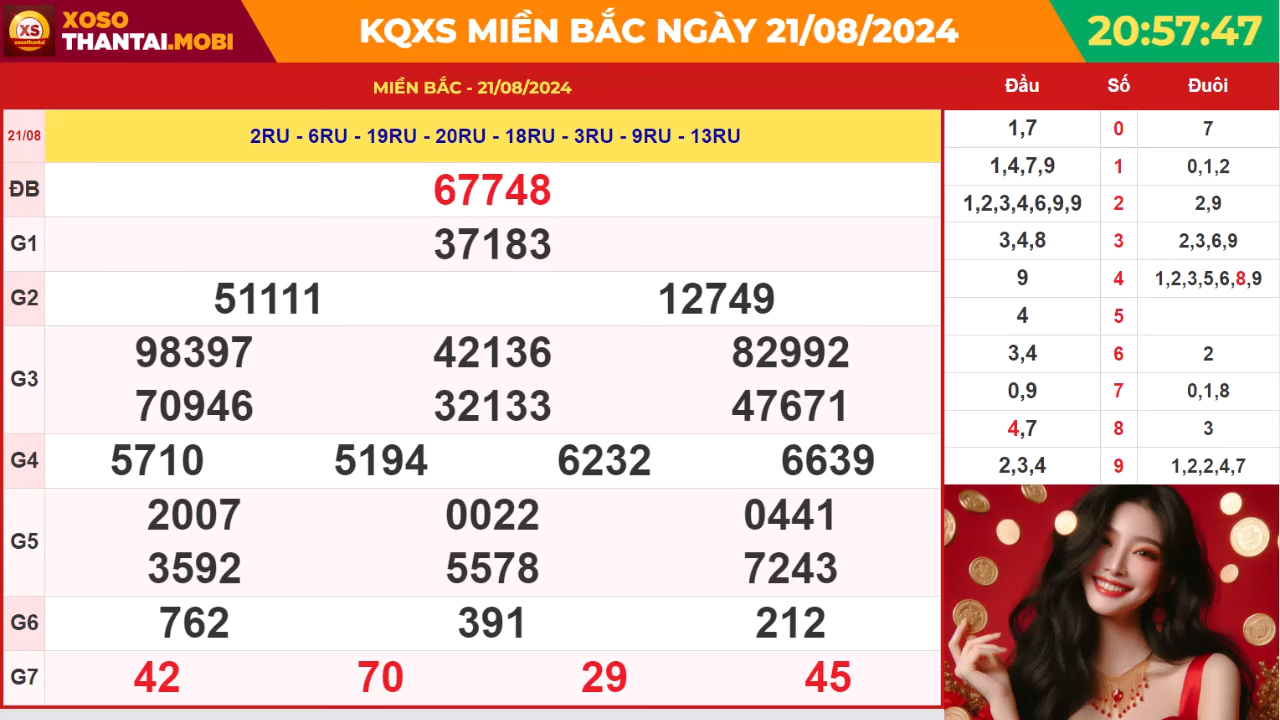 XS
XOSO
THANTAI.MOBI
KQXS MIỀN BẮC NGÀY 21/08/2024
20:57:47
MIỀN BẮC - 21/08/2024
21/08 2RU - 6RU - 19RU - 20RU - 18RU - 3RU - 9RU - 13RU
ĐB 67748
G1 37183
G2 51111 12749
G3 98397 42136 82992
70946 32133 47671
G4 5710 5194 6232 6639
G5 2007 0022 0441
3592 5578 7243
G6 762 391 212
G7 42 70 29 45
Đầu Số Đuôi
1,7 0 7
1,4,7,9 1 0,1,2
1,2,3,4,6,9,9 2 2,9
3,4,8 3 2,3,6,9
9 4 1,2,3,5,6,8,9
4 5
3,4 6 2
0,9 7 0,1,8
4,7 8 3
2,3,4 9 1,2,2,4,7